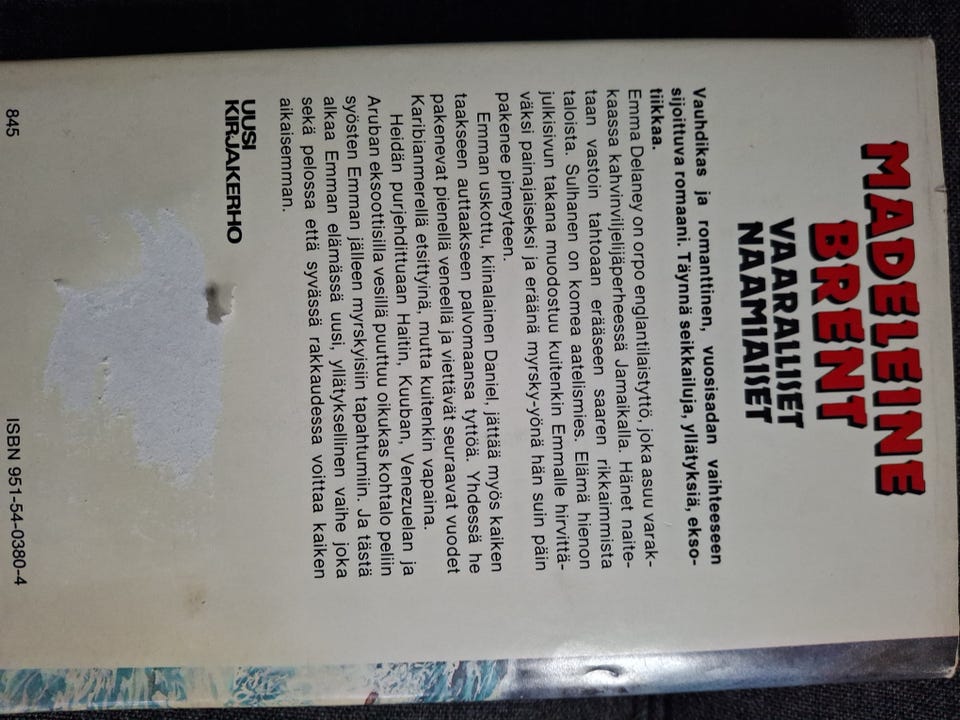 MADELEINE
BRENT
VAARALLISET
NAAMIAISET
Vauhdikas ja romanttinen, vuosisadan vaihteeseen
sijoittuva romaani. Täynnä seikkailuja, yllätyksiä, ekso-
tiikkaa.
Emma Delaney on orpo englantilaistyttö, joka asuu varak-
kaassa kahvinviljelijäperheessä Jamaikalla. Hänet naite-
taan vastoin tahtoaan erääseen saaren rikkaimmista
taloista. Sulhanen on komea aatelismies. Elämä hienon
julkisivun takana muodostuu kuitenkin Emmalle hirvittä-
väksi painajaiseksi ja eräänä myrsky-yönä hän suin päin
pakenee pimeyteen.
Emman uskottu, kiinalainen Daniel, jättää myös kaiken
taakseen auttaakseen palvomaansa tyttöä. Yhdessä he
pakenevat pienellä veneellä ja viettävät seuraavat vuodet
Karibianmerellä etsittyinä, mutta kuitenkin vapaina.
Heidän purjehdittuaan Haitin, Kuuban, Venezuelan ja
Aruban eksoottisilla vesillä puuttuu oikukas kohtalo peliin
syösten Emman jälleen myrskyisiin tapahtumiin. Ja tästä
alkaa Emman elämässä uusi, yllätyksellinen vaihe joka
sekä pelossa että syvässä rakkaudessa voittaa kaiken
aikaisemman.
UUSI
KIRJAKERHO
845
ISBN 951-54-0380-4